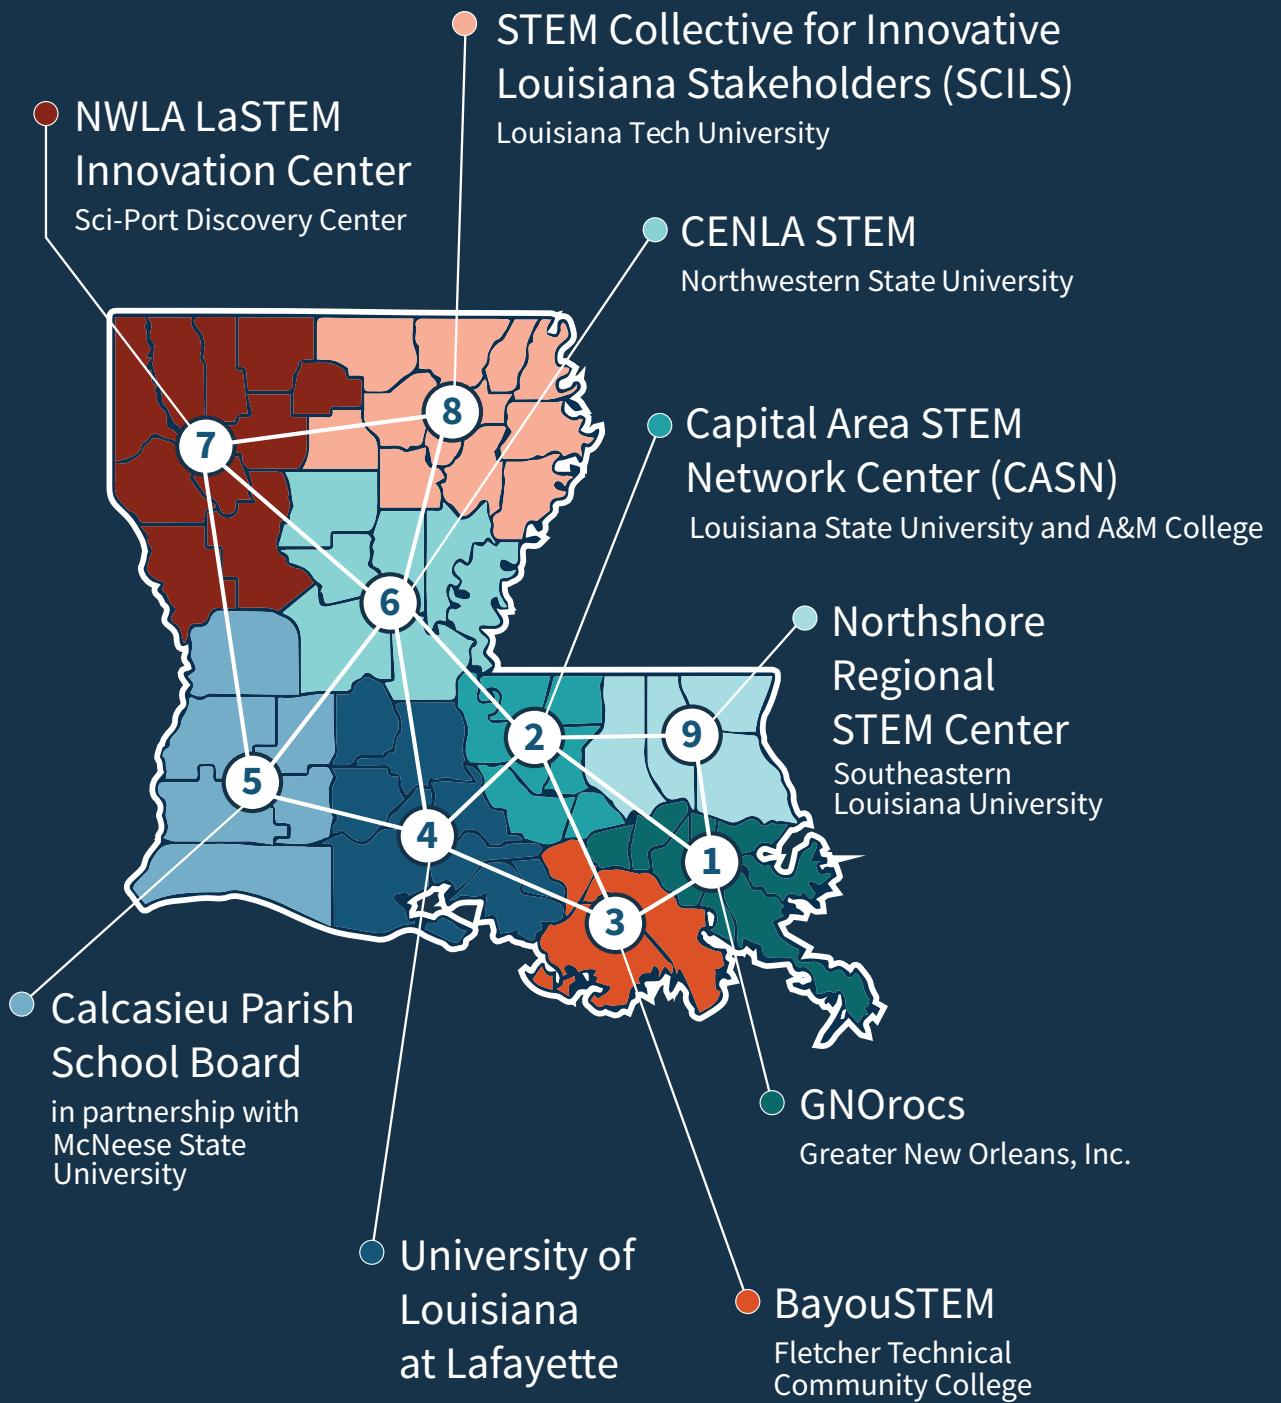 STEM Collective for Innovative
Louisiana Stakeholders (SCILS)
Louisiana Tech University
NWLA LaSTEM
Innovation Center
Sci-Port Discovery Center
CENLA STEM
Northwestern State University
Capital Area STEM
Network Center (CASN)
Louisiana State University and A&M College
Northshore
Regional
STEM Center
Southeastern
Louisiana University
8
7
6
2
9
5
4
1
3
Calcasieu Parish
School Board
in partnership with
McNeese State
University
GNOrocs
Greater New Orleans, Inc.
University of
Louisiana
at Lafayette
BayouSTEM
Fletcher Technical
Community College